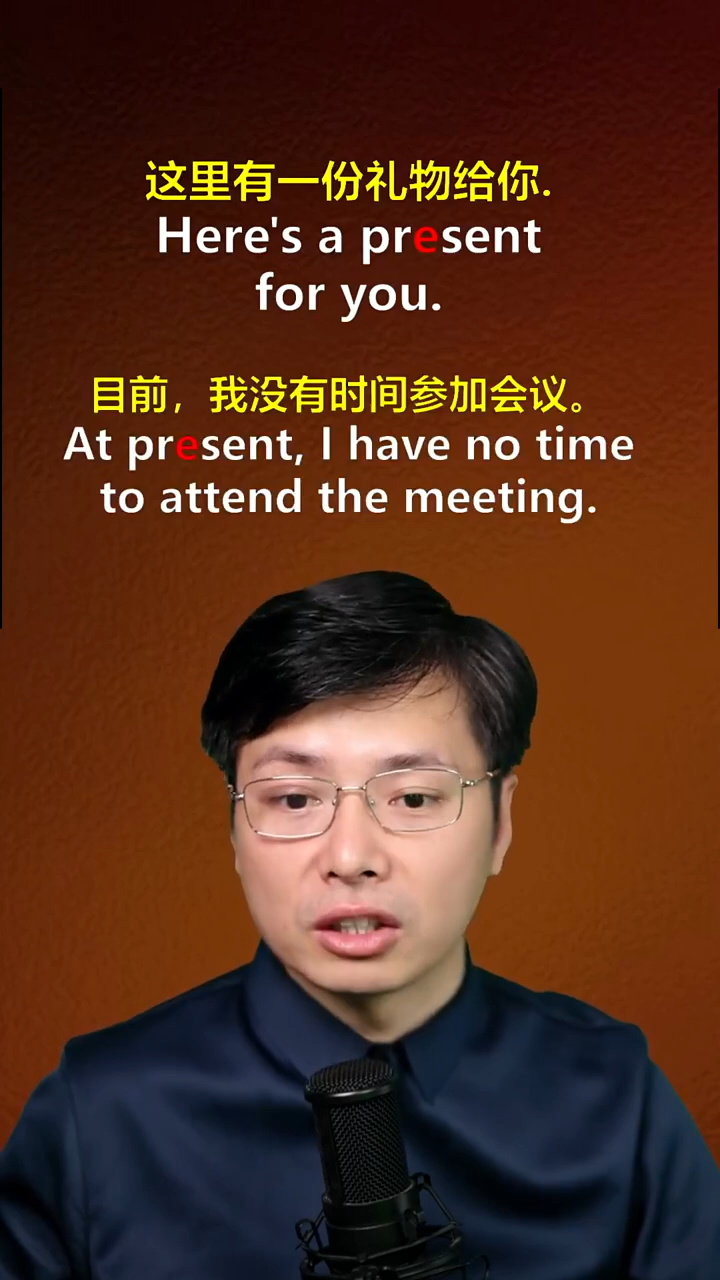 这里有一份礼物给你.
Here's a present
for you.
目前，我没有时间参加会议。
At present, I have no time
to attend the meeting.